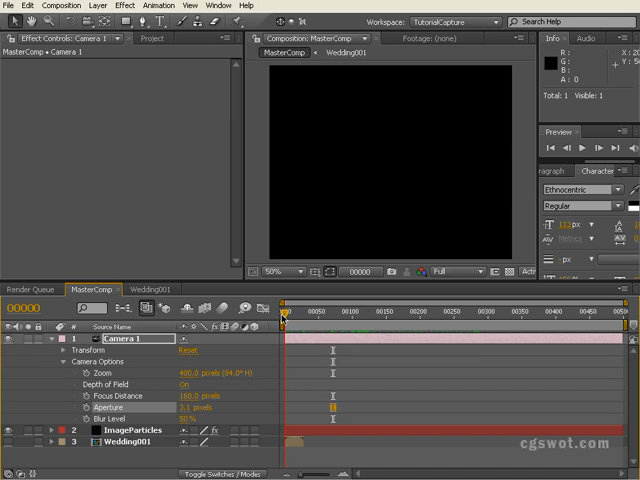 File Edit Composition Layer Effect Animation View Window Help
Workspace: TutorialCapture Search Help
Effect Controls: Camera 1 Project Composition: MasterComp Footage: (none) Info Audio
MasterComp • Camera 1 MasterComp Wedding001
R :
G :
B :
A : 0
Total: 1 Visible: 1
Preview
aragraph Character
Ethnocentric
Regular
px
Metrics
- px
50% 00000 Full
Render Queue MasterComp Wedding001
00000
00050 00100 00150 00200 00250 00300 00350 00400 00450 0050
# Source Name
1 Camera 1
Transform Reset
Camera Options
Zoom 400.0 pixels (84.0° H)
Depth of Field On
Focus Distance 168.0 pixels
Aperture 3.1 pixels
Blur Level 50 %
2 ImageParticles
3 Wedding001
cgswot.com
Toggle Switches / Modes